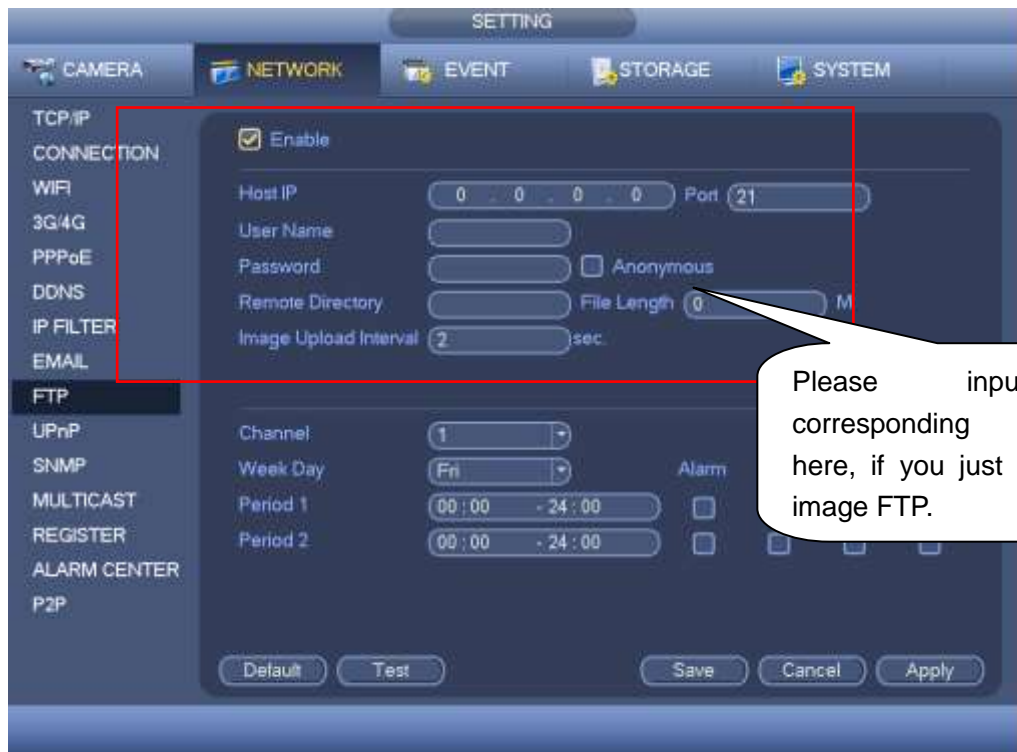 SETTING
CAMERA NETWORK EVENT STORAGE SYSTEM
TCP/IP
CONNECTION
WIFI
3G/4G
PPPoE
DDNS
IP FILTER
EMAIL
FTP
UPnP
SNMP
MULTICAST
REGISTER
ALARM CENTER
P2P
Enable
Host IP 0 . 0 . 0 . 0 Port 21
User Name
Password Anonymous
Remote Directory File Length 0 M
Image Upload Interval 2 sec.
Please
corresponding
here, if you just
image FTP.
Channel 1
Week Day Fri Alarm
Period 1 00 : 00 - 24 : 00
Period 2 00 : 00 - 24 : 00
Default Test Save Cancel Apply